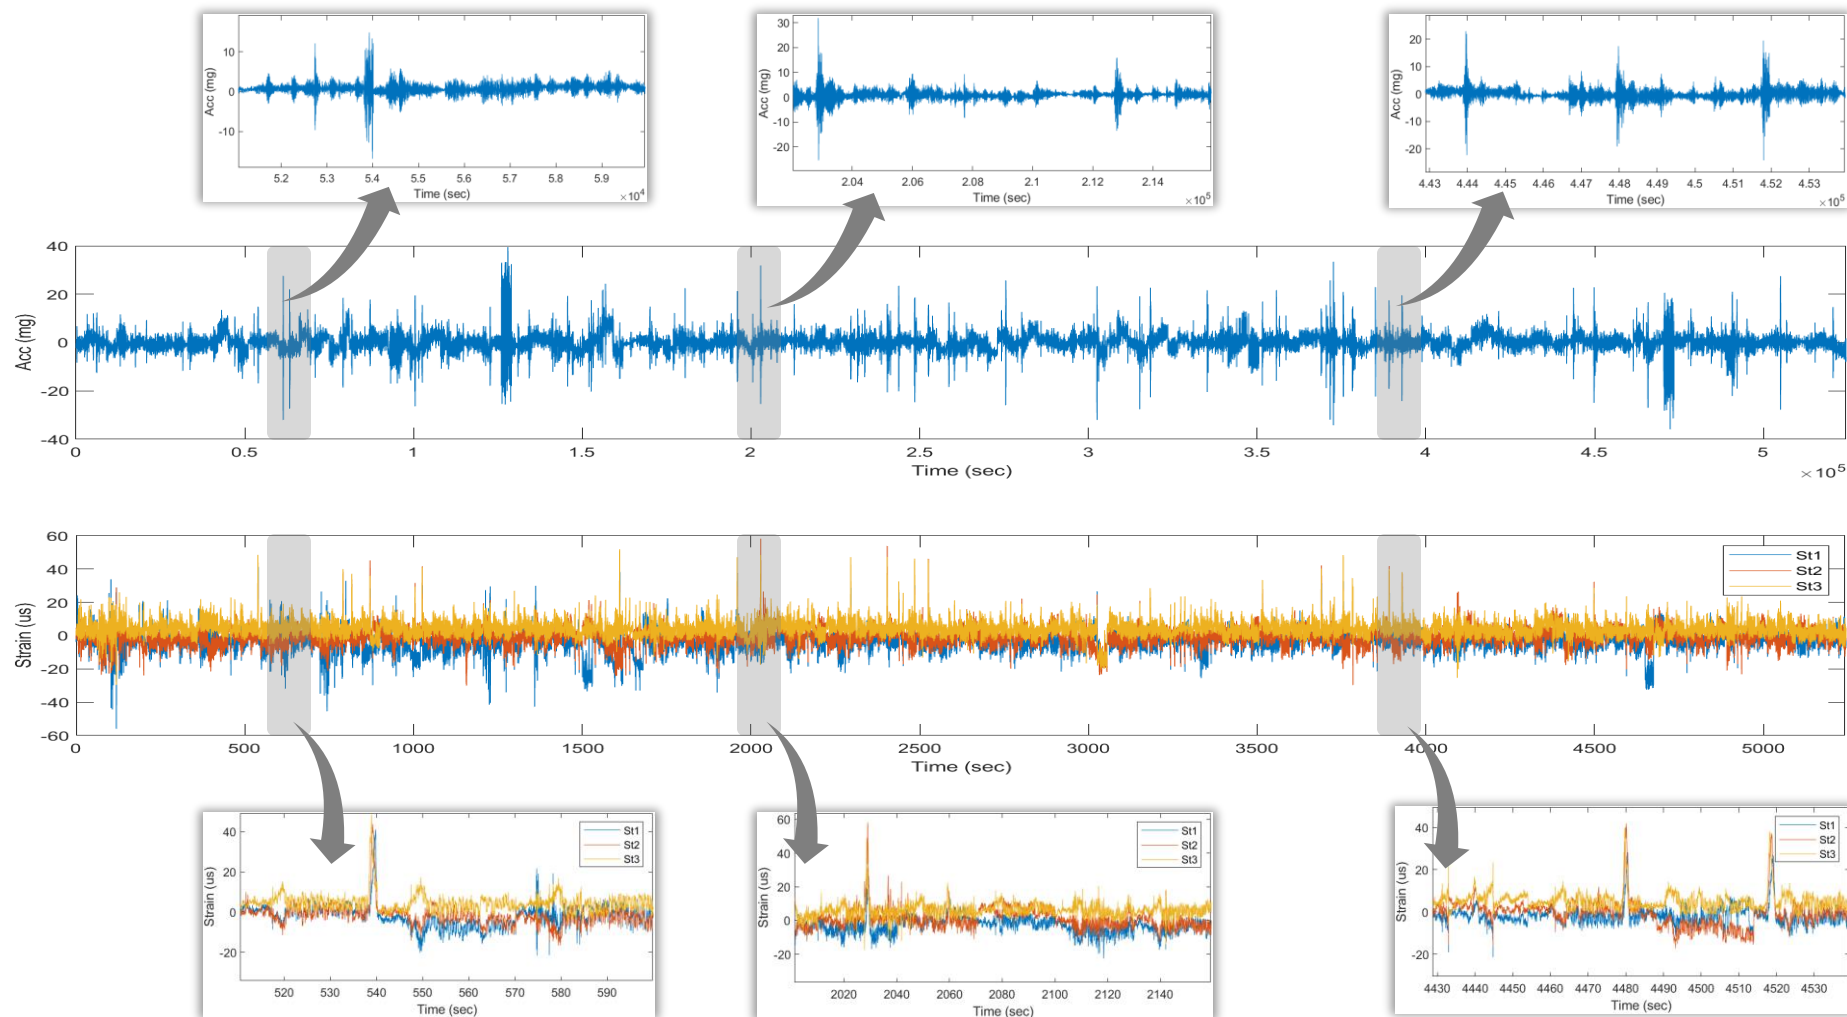 10
0
-10
Acc (mg)
5.2 5.3 5.4 5.5 5.6 5.7 5.8 5.9
Time (sec)
×10⁴
30
20
10
0
-10
-20
Acc (mg)
2.04 2.06 2.08 2.1 2.12 2.14
Time (sec)
×10⁵
20
10
0
-10
-20
Acc (mg)
4.43 4.44 4.45 4.46 4.47 4.48 4.49 4.5 4.51 4.52 4.53
Time (sec)
×10⁵
40
20
0
-20
-40
Acc (mg)
0 0.5 1 1.5 2 2.5 3 3.5 4 4.5 5
Time (sec)
×10⁵
60
40
20
0
-20
-40
-60
Strain (us)
St1
St2
St3
0 500 1000 1500 2000 2500 3000 3500 4000 4500 5000
Time (sec)
40
20
0
-20
Strain (us)
St1
St2
St3
520 530 540 550 560 570 580 590
Time (sec)
60
40
20
0
-20
Strain (us)
St1
St2
St3
2020 2040 2060 2080 2100 2120 2140
Time (sec)
40
20
0
-20
Strain (us)
St1
St2
St3
4430 4440 4450 4460 4470 4480 4490 4500 4510 4520 4530
Time (sec)